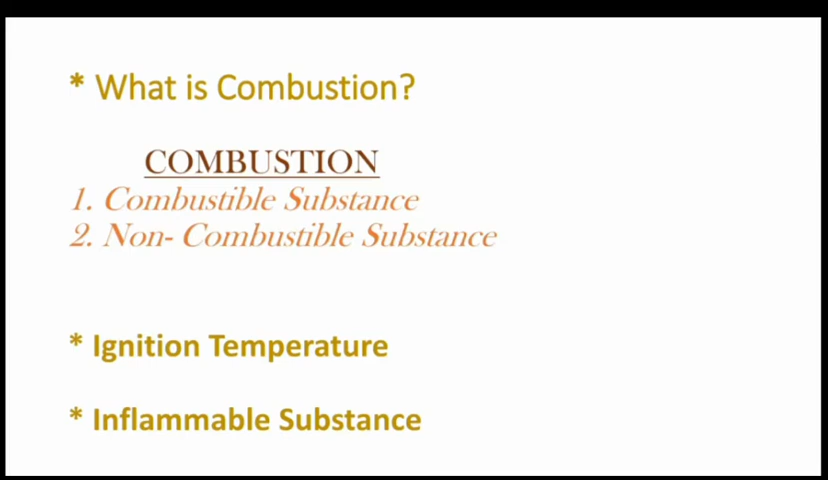 * What is Combustion?
COMBUSTION
1. Combustible Substance
2. Non- Combustible Substance
* Ignition Temperature
* Inflammable Substance